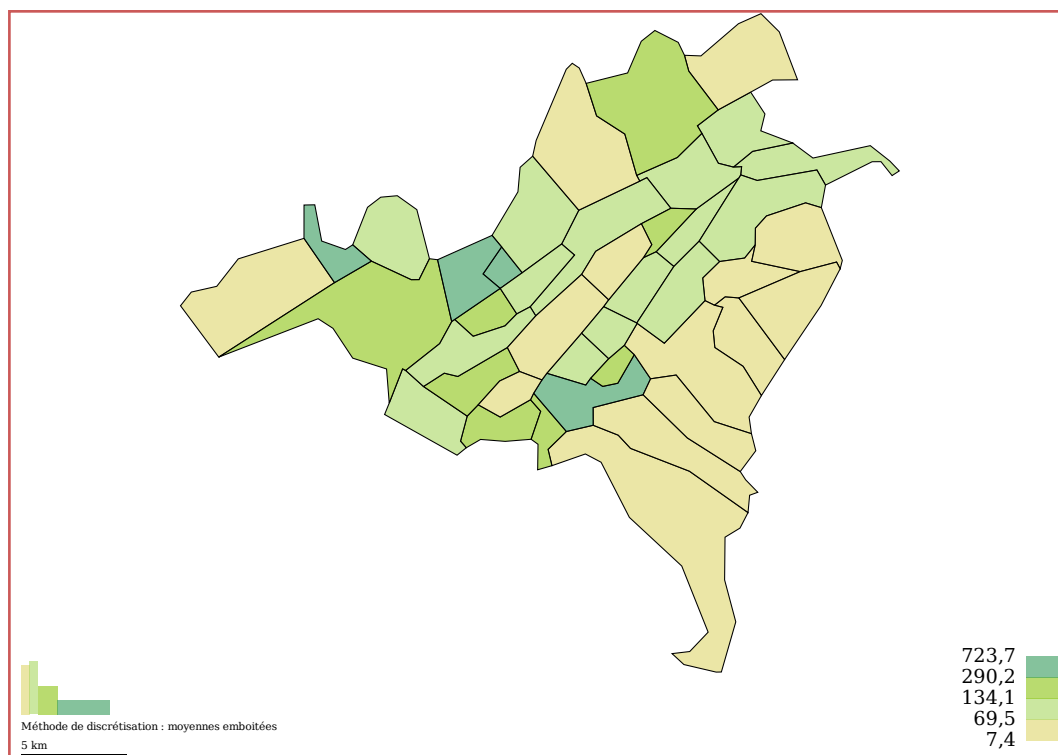 723,7
290,2
134,1
69,5
7,4
Méthode de discrétisation : moyennes emboitées
5 km